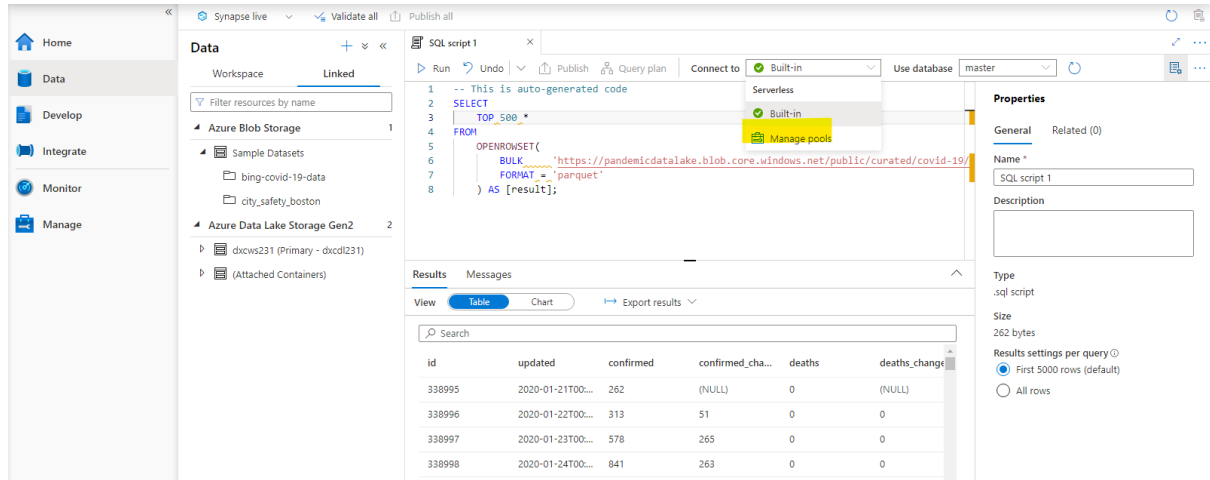 «
Synapse live
Validate all
Publish all
Home
Data
Develop
Integrate
Monitor
Manage
Data
+
«
Workspace Linked
Filter resources by name
Azure Blob Storage 1
Sample Datasets
bing-covid-19-data
city_safety_boston
Azure Data Lake Storage Gen2 2
dxcws231 (Primary - dxcdl231)
(Attached Containers)
SQL script 1 ×
Run Undo Publish Query plan Connect to Built-in Use database master
Serverless
Built-in
Manage pools
1 -- This is auto-generated code
2 SELECT
3 TOP 500 *
4 FROM
5 OPENROWSET(
6 BULK 'https://pandemicdatalake.blob.core.windows.net/public/curated/covid-19/
7 FORMAT = 'parquet'
8 ) AS [result];
Results Messages
View Table Chart Export results
Search
id updated confirmed confirmed_cha... deaths deaths_change
338995 2020-01-21T00:... 262 (NULL) 0 (NULL)
338996 2020-01-22T00:... 313 51 0 0
338997 2020-01-23T00:... 578 265 0 0
338998 2020-01-24T00:... 841 263 0 0
Properties
General Related (0)
Name *
SQL script 1
Description
Type
.sql script
Size
262 bytes
Results settings per query
First 5000 rows (default)
All rows